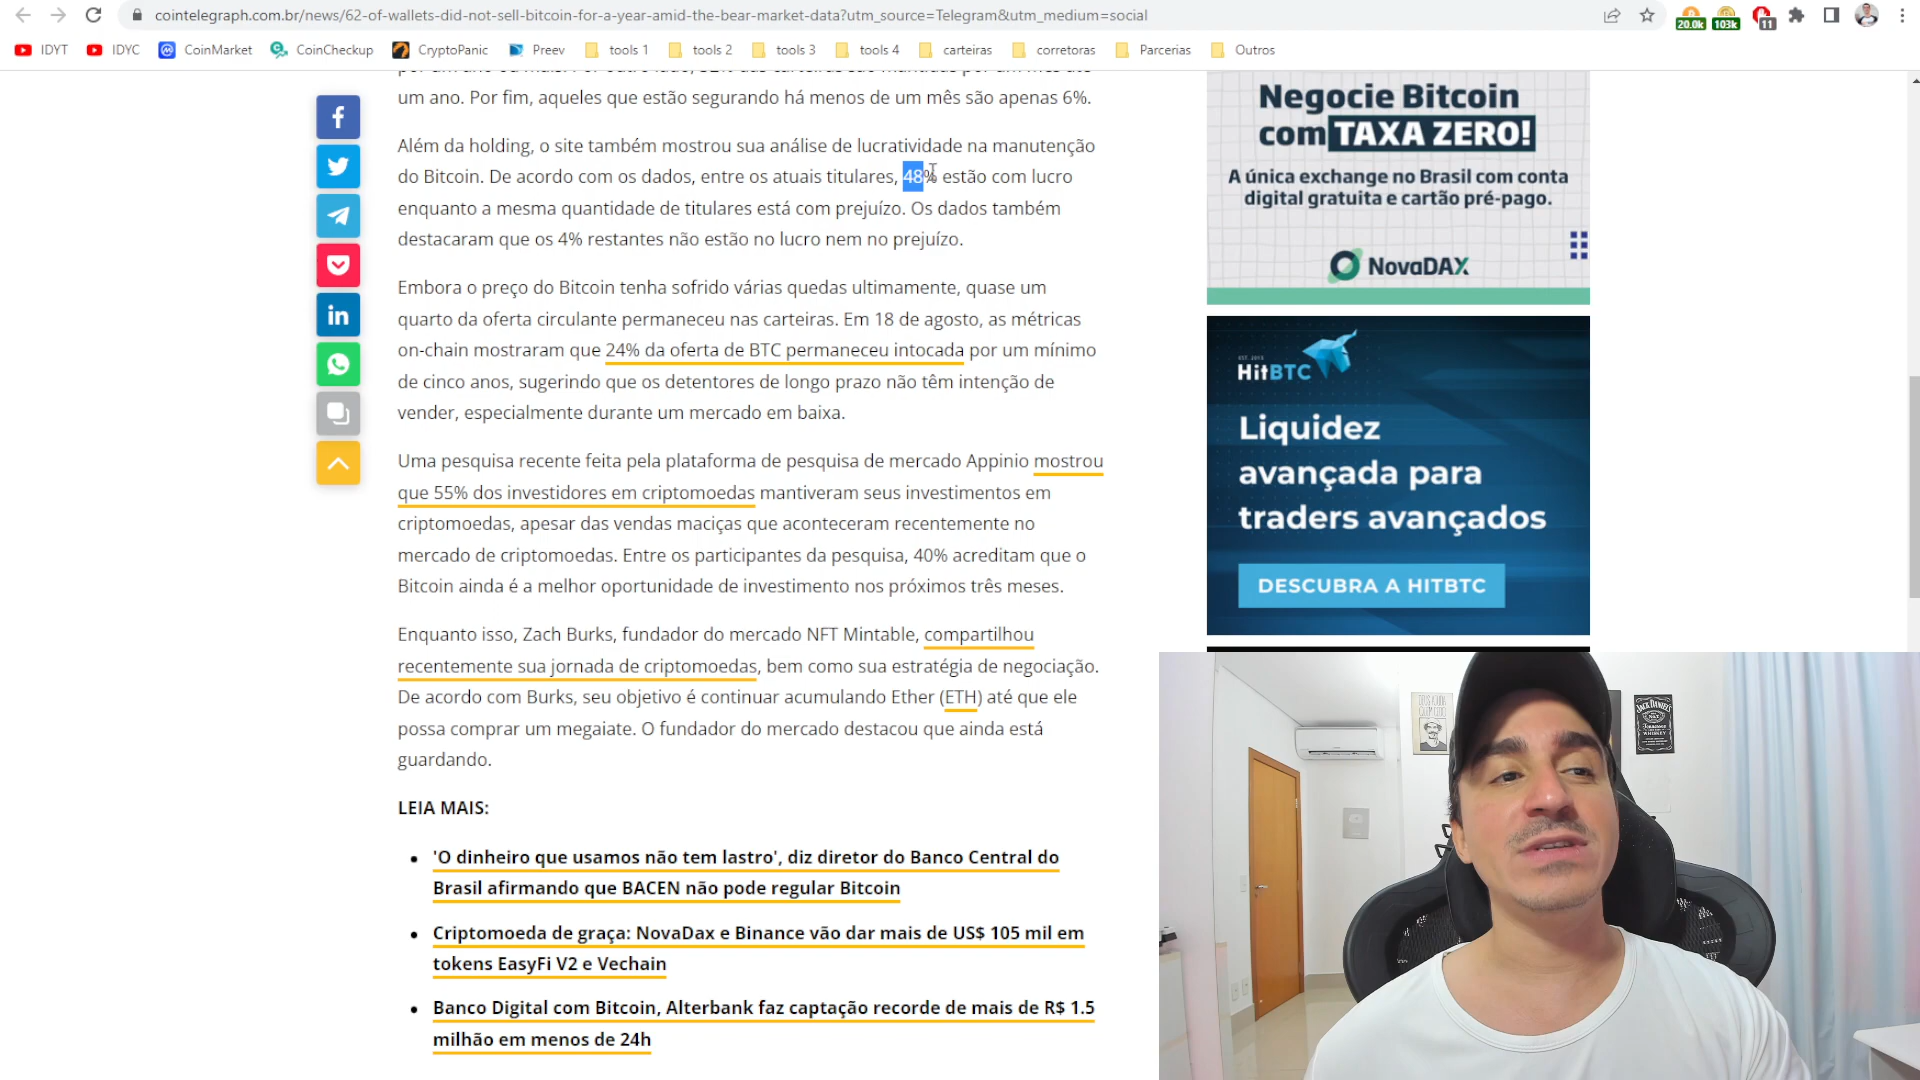 cointelegraph.com.br/news/62-of-wallets-did-not-sell-bitcoin-for-a-year-amid-the-bear-market-data?utm_source=Telegram&utm_medium=social
20.0k
103k
11
IDYT
IDYC
CoinMarket
CoinCheckup
CryptoPanic
Preev
tools 1
tools 2
tools 3
tools 4
carteiras
corretoras
Parcerias
Outros
um ano. Por fim, aqueles que estão segurando há menos de um mês são apenas 6%.
Além da holding, o site também mostrou sua análise de lucratividade na manutenção
do Bitcoin. De acordo com os dados, entre os atuais titulares, 48% estão com lucro
enquanto a mesma quantidade de titulares está com prejuízo. Os dados também
destacaram que os 4% restantes não estão no lucro nem no prejuízo.
Embora o preço do Bitcoin tenha sofrido várias quedas ultimamente, quase um
quarto da oferta circulante permaneceu nas carteiras. Em 18 de agosto, as métricas
on-chain mostraram que 24% da oferta de BTC permaneceu intocada por um mínimo
de cinco anos, sugerindo que os detentores de longo prazo não têm intenção de
vender, especialmente durante um mercado em baixa.
Uma pesquisa recente feita pela plataforma de pesquisa de mercado Appinio mostrou
que 55% dos investidores em criptomoedas mantiveram seus investimentos em
criptomoedas, apesar das vendas maciças que aconteceram recentemente no
mercado de criptomoedas. Entre os participantes da pesquisa, 40% acreditam que o
Bitcoin ainda é a melhor oportunidade de investimento nos próximos três meses.
Enquanto isso, Zach Burks, fundador do mercado NFT Mintable, compartilhou
recentemente sua jornada de criptomoedas, bem como sua estratégia de negociação.
De acordo com Burks, seu objetivo é continuar acumulando Ether (ETH) até que ele
possa comprar um megaiate. O fundador do mercado destacou que ainda está
guardando.
LEIA MAIS:
'O dinheiro que usamos não tem lastro', diz diretor do Banco Central do
Brasil afirmando que BACEN não pode regular Bitcoin
Criptomoeda de graça: NovaDax e Binance vão dar mais de US$ 105 mil em
tokens EasyFi V2 e Vechain
Banco Digital com Bitcoin, Alterbank faz captação recorde de mais de R$ 1.5
milhão em menos de 24h
Negocie Bitcoin
com TAXA ZERO!
A única exchange no Brasil com conta
digital gratuita e cartão pré-pago.
NovaDAX
HitBTC
Liquidez
avançada para
traders avançados
DESCUBRA A HITBTC
JACK DANIEL'S